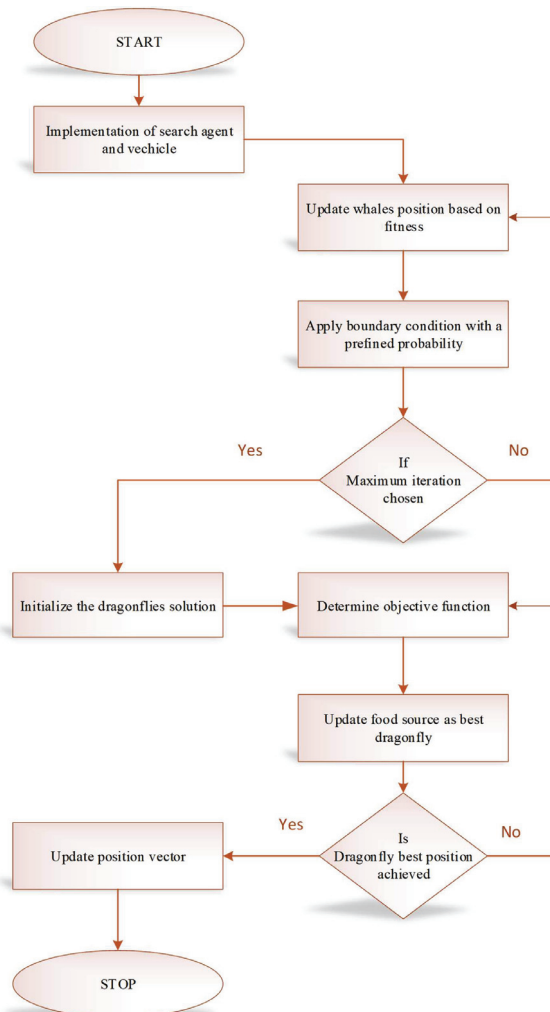 START
Implementation of search agent
and vechicle
Update whales position based on
fitness
Apply boundary condition with a
prefined probability
If
Maximum iteration
chosen
Yes
No
Initialize the dragonflies solution
Determine objective function
Update food source as best
dragonfly
Is
Dragonfly best position
achieved
Yes
No
Update position vector
STOP